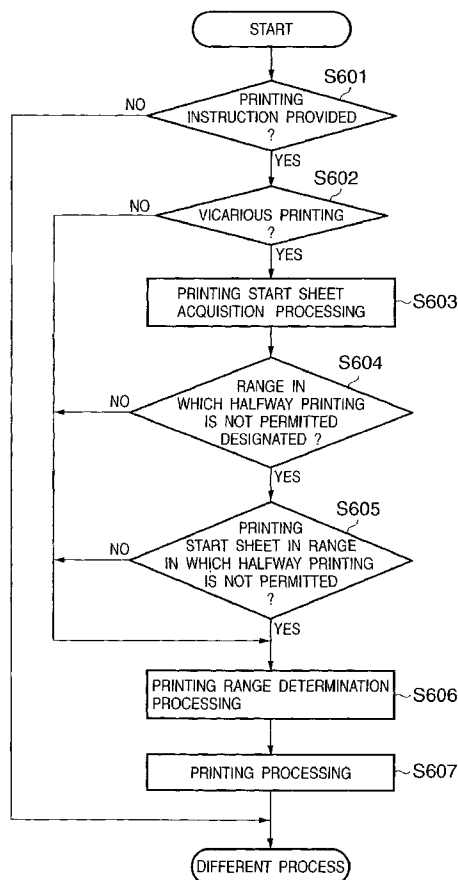 START
S601
NO
PRINTING
INSTRUCTION PROVIDED
?
YES
S602
NO
VICARIOUS PRINTING
?
YES
PRINTING START SHEET
ACQUISITION PROCESSING
S603
S604
NO
RANGE IN
WHICH HALFWAY PRINTING
IS NOT PERMITTED
DESIGNATED ?
YES
S605
NO
PRINTING
START SHEET IN RANGE
IN WHICH HALFWAY PRINTING
IS NOT PERMITTED
?
YES
PRINTING RANGE DETERMINATION
PROCESSING
S606
PRINTING PROCESSING
S607
DIFFERENT PROCESS